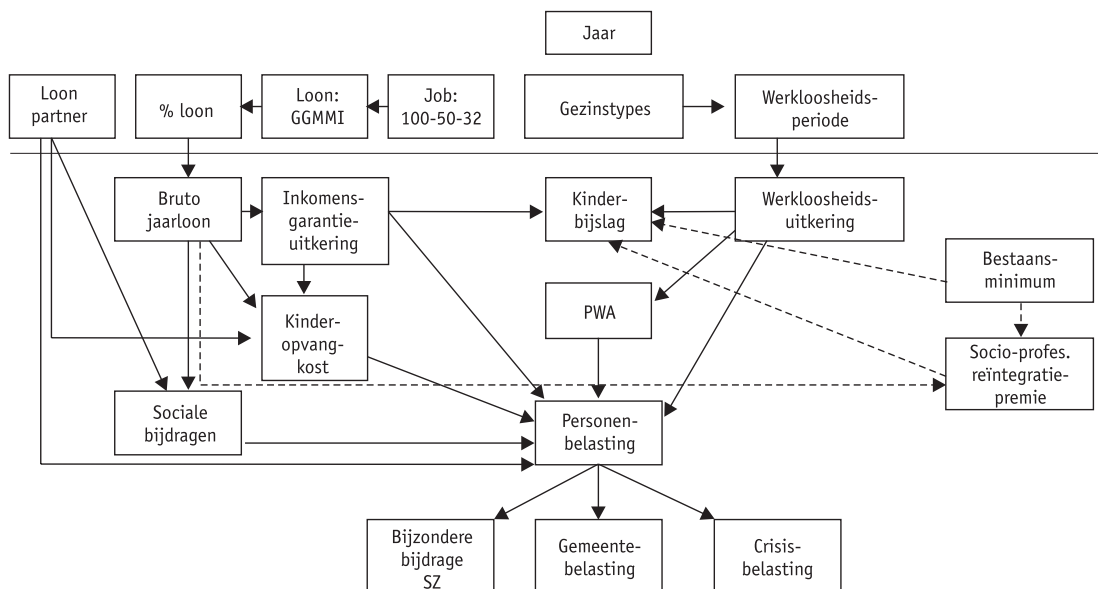 Jaar
Loon
partner
% loon
Loon:
GGMMI
Job:
100-50-32
Gezinstypes
Werkloosheids-
periode
Bruto
jaarloon
Inkomens-
garantie-
uitkering
Kinder-
bijslag
Werkloosheids-
uitkering
Bestaans-
minimum
Kinder-
opvang-
kost
PWA
Socio-profes.
reïntegratie-
premie
Sociale
bijdragen
Personen-
belasting
Bijzondere
bijdrage
SZ
Gemeente-
belasting
Crisis-
belasting